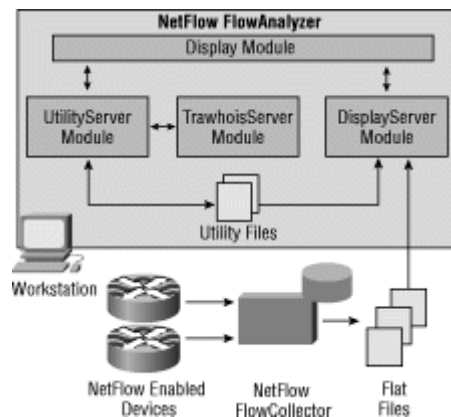 NetFlow FlowAnalyzer
Display Module
UtilityServer
Module
TrawhoisServer
Module
DisplayServer
Module
Utility Files
Workstation
NetFlow Enabled
Devices
NetFlow
FlowCollector
Flat
Files